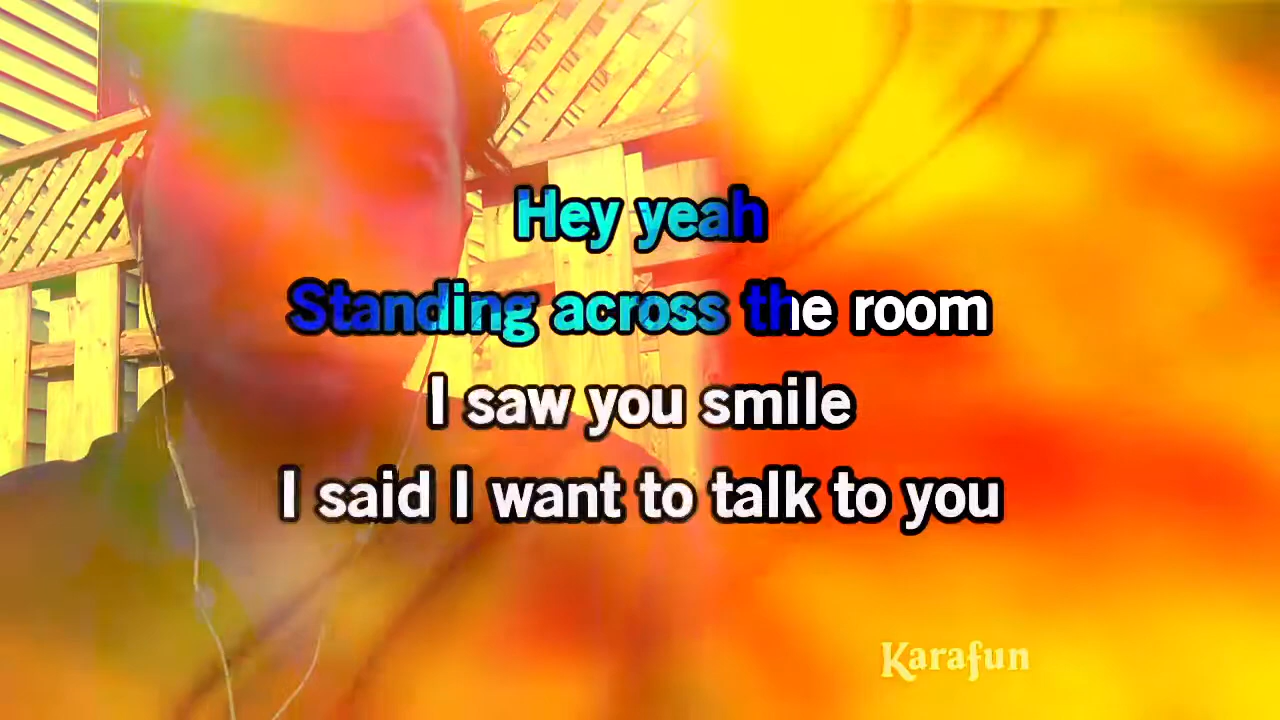 Hey yeah
Standing across the room
I saw you smile
I said I want to talk to you
Karafun